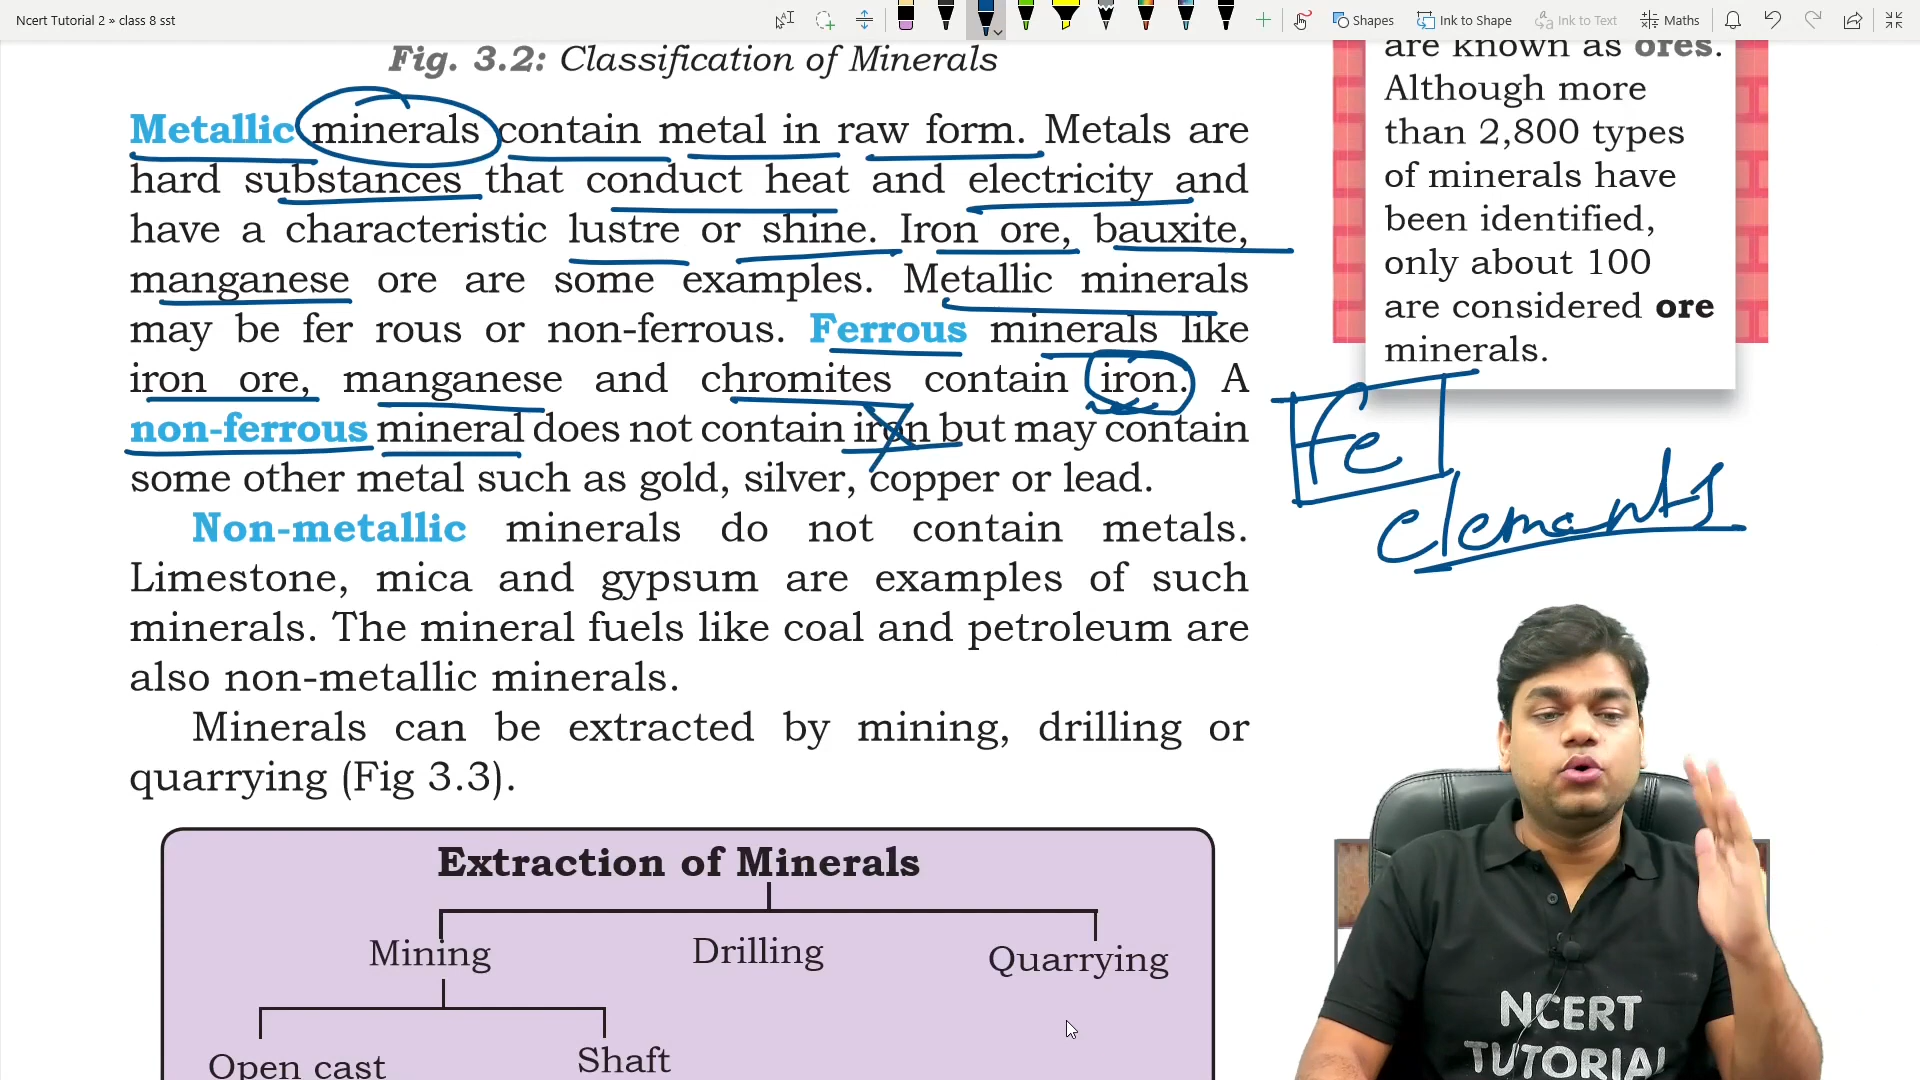 Ncert Tutorial 2 » class 8 sst
Shapes
Ink to Shape
Ink to Text
Maths
Fig. 3.2: Classification of Minerals
Metallic minerals contain metal in raw form. Metals are
hard substances that conduct heat and electricity and
have a characteristic lustre or shine. Iron ore, bauxite,
manganese ore are some examples. Metallic minerals
may be fer rous or non-ferrous. Ferrous minerals like
iron ore, manganese and chromites contain iron. A
non-ferrous mineral does not contain iron but may contain
some other metal such as gold, silver, copper or lead.
Non-metallic minerals do not contain metals.
Limestone, mica and gypsum are examples of such
minerals. The mineral fuels like coal and petroleum are
also non-metallic minerals.
Minerals can be extracted by mining, drilling or
quarrying (Fig 3.3).
Extraction of Minerals
Mining
Drilling
Quarrying
Open cast
Shaft
are known as ores.
Although more
than 2,800 types
of minerals have
been identified,
only about 100
are considered ore
minerals.
Fe
elements
NCERT
TUTORIAL